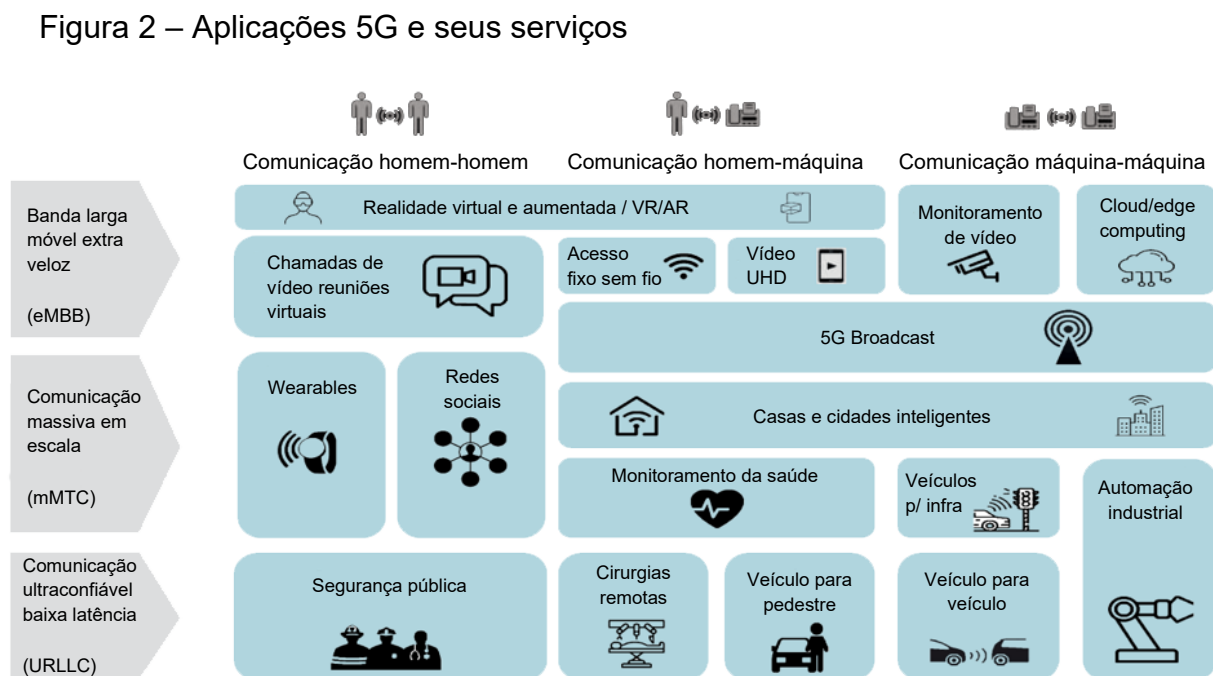 Figura 2 – Aplicações 5G e seus serviços
Comunicação homem-homem
Comunicação homem-máquina
Comunicação máquina-máquina
Banda larga
móvel extra
veloz
(eMBB)
Realidade virtual e aumentada / VR/AR
Chamadas de
vídeo reuniões
virtuais
Acesso
fixo sem fio
Vídeo
UHD
Monitoramento
de vídeo
Cloud/edge
computing
5G Broadcast
Comunicação
massiva em
escala
(mMTC)
Wearables
Redes
sociais
Casas e cidades inteligentes
Monitoramento da saúde
Veículos
p/ infra
Automação
industrial
Comunicação
ultraconfiável
baixa latência
(URLLC)
Segurança pública
Cirurgias
remotas
Veículo para
pedestre
Veículo para
veículo